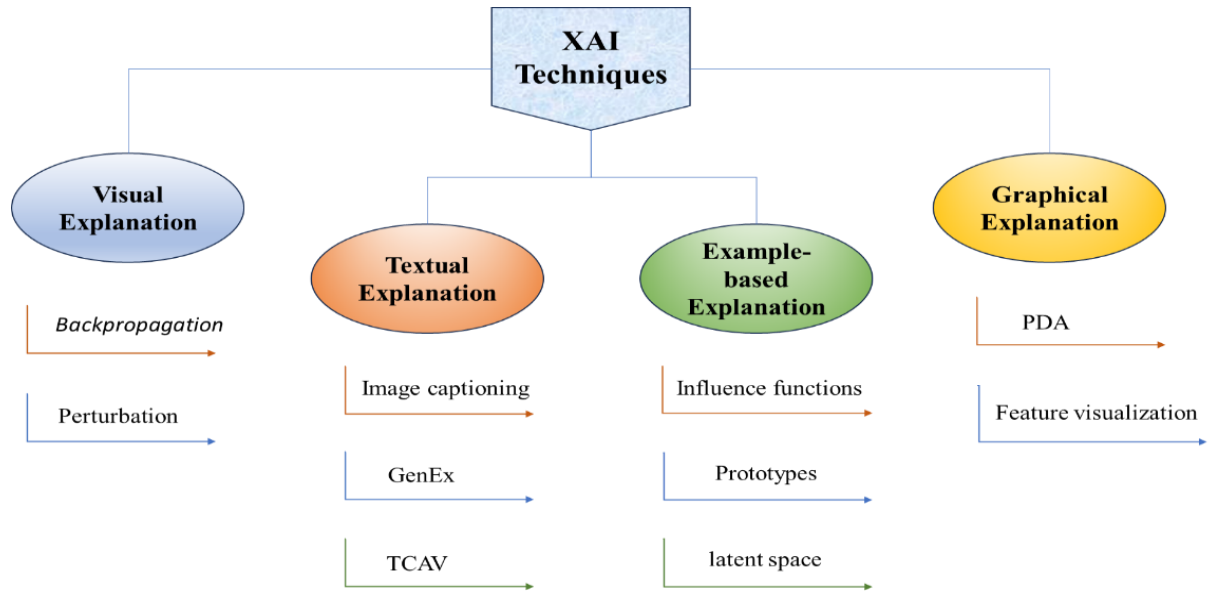 XAI
Techniques
Visual
Explanation
Backpropagation
Perturbation
Textual
Explanation
Image captioning
GenEx
TCAV
Example-
based
Explanation
Influence functions
Prototypes
latent space
Graphical
Explanation
PDA
Feature visualization